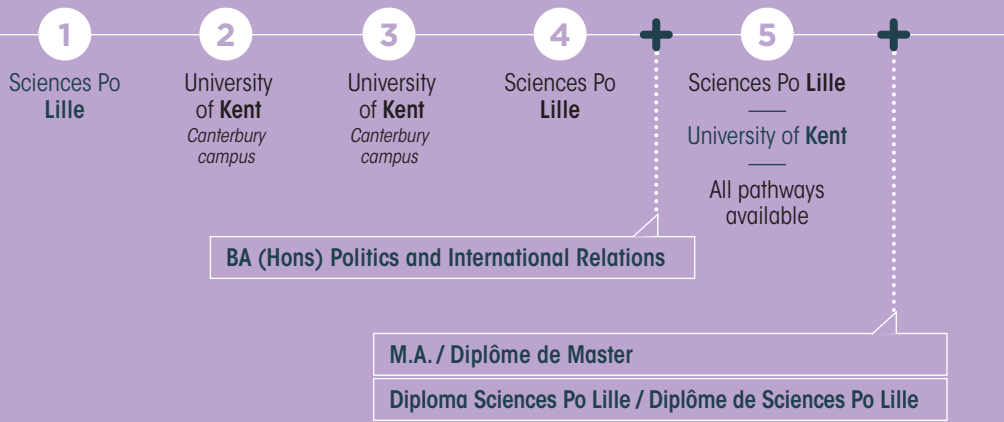 1
Sciences Po
Lille
2
University
of Kent
Canterbury
campus
3
University
of Kent
Canterbury
campus
4
Sciences Po
Lille
5
Sciences Po Lille
University of Kent
All pathways
available
BA (Hons) Politics and International Relations
M.A. / Diplôme de Master
Diploma Sciences Po Lille / Diplôme de Sciences Po Lille